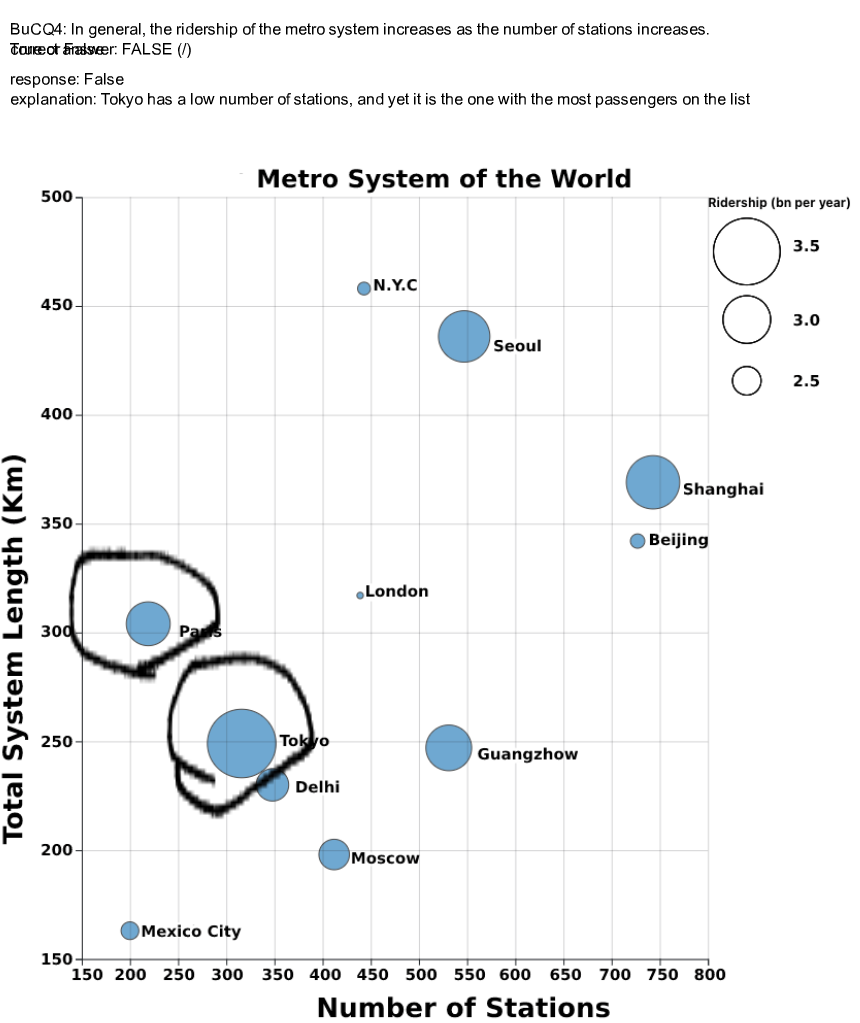 BuCQ4: In general, the ridership of the metro system increases as the number of stations increases.
answer: FALSE (/)
response: False
explanation: Tokyo has a low number of stations, and yet it is the one with the most passengers on the list
Metro System of the World
Ridership (bn per year)
3.5
3.0
2.5
500
450
400
350
300
250
200
150
Total System Length (Km)
N.Y.C
Seoul
Shanghai
Beijing
London
Paris
Tokyo
Guangzhow
Delhi
Moscow
Mexico City
150 200 250 300 350 400 450 500 550 600 650 700 750 800
Number of Stations